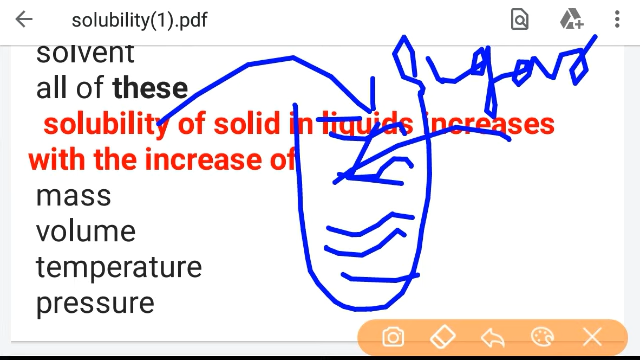 solubility(1).pdf
solvent
all of these
solubility of solid in liquids increases
with the increase of
mass
volume
temperature
pressure